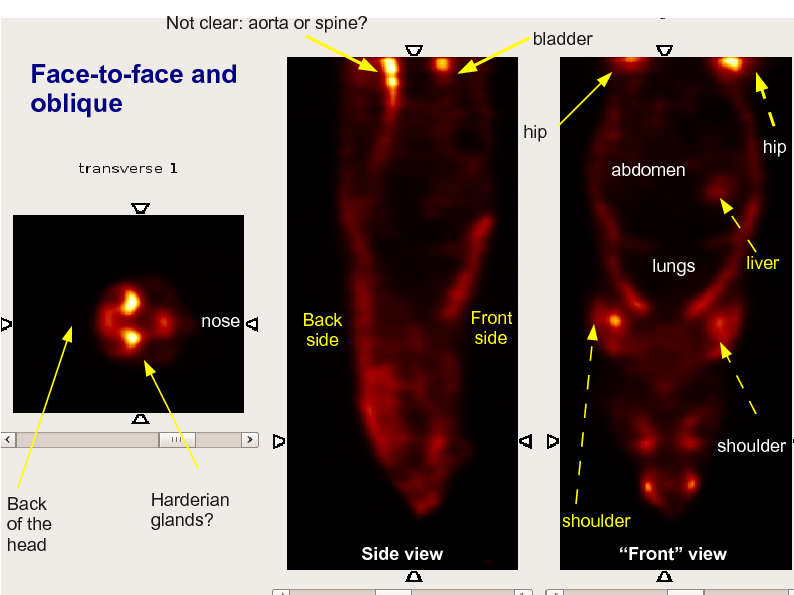 Not clear: aorta or spine?
bladder
Face-to-face and
oblique
hip
hip
transverse 1
abdomen
liver
lungs
nose
Back
side
Front
side
shoulder
Back
of the
head
Harderian
glands?
shoulder
Side view
“Front” view